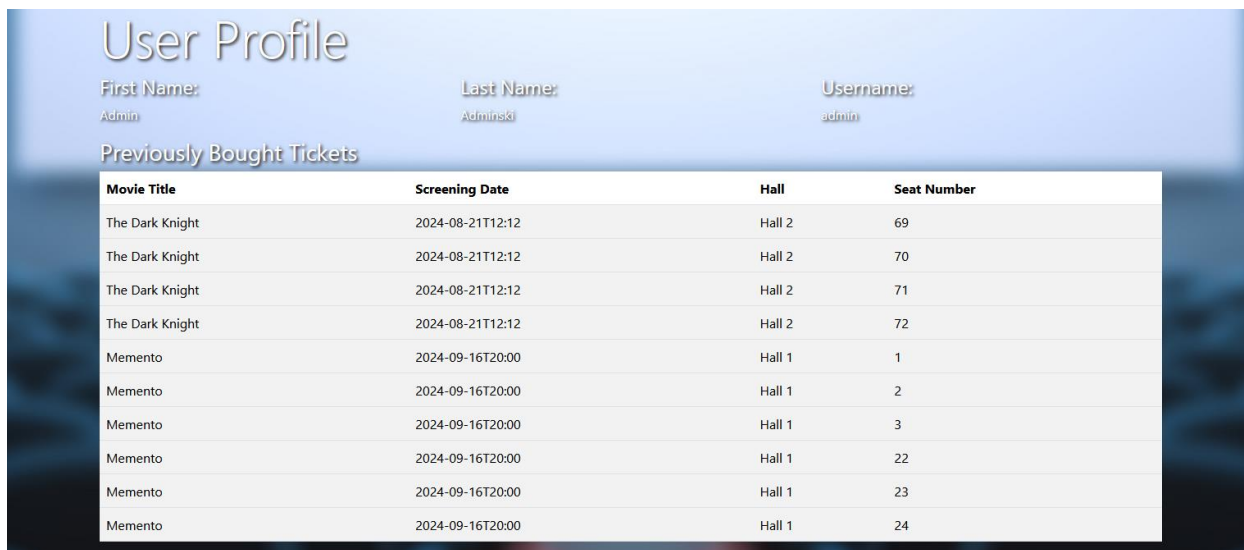 User Profile
First Name: Last Name: Username:
Admin Adminski admin
Previously Bought Tickets
Movie Title Screening Date Hall Seat Number
The Dark Knight 2024-08-21T12:12 Hall 2 69
The Dark Knight 2024-08-21T12:12 Hall 2 70
The Dark Knight 2024-08-21T12:12 Hall 2 71
The Dark Knight 2024-08-21T12:12 Hall 2 72
Memento 2024-09-16T20:00 Hall 1 1
Memento 2024-09-16T20:00 Hall 1 2
Memento 2024-09-16T20:00 Hall 1 3
Memento 2024-09-16T20:00 Hall 1 22
Memento 2024-09-16T20:00 Hall 1 23
Memento 2024-09-16T20:00 Hall 1 24